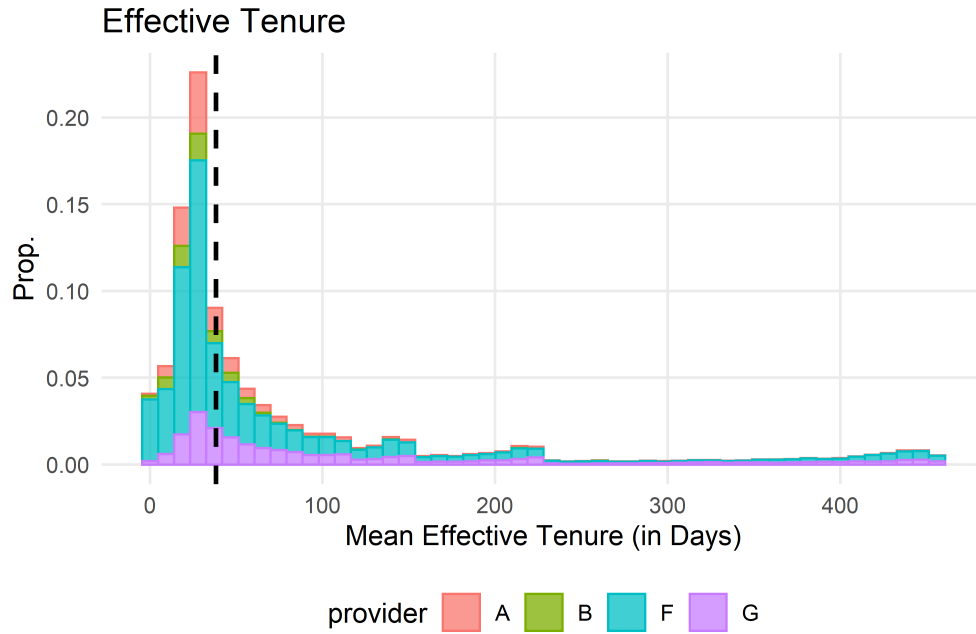 Effective Tenure
Prop.
0.20
0.15
0.10
0.05
0.00
0 100 200 300 400
Mean Effective Tenure (in Days)
provider A B F G